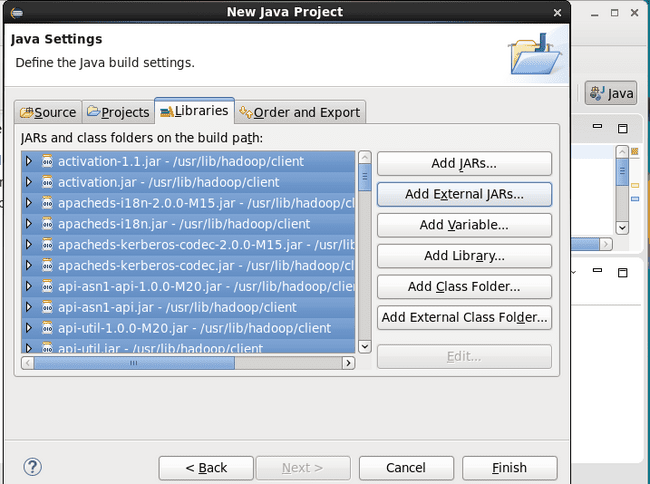 New Java Project
Java Settings
Define the Java build settings.
Java
Source Projects Libraries Order and Export
JARs and class folders on the build path:
activation-1.1.jar - /usr/lib/hadoop/client
activation.jar - /usr/lib/hadoop/client
apacheds-i18n-2.0.0-M15.jar - /usr/lib/hadoop/cl
apacheds-i18n.jar - /usr/lib/hadoop/client
apacheds-kerberos-codec-2.0.0-M15.jar - /usr/lib
apacheds-kerberos-codec.jar - /usr/lib/hadoop/cl
api-asn1-api-1.0.0-M20.jar - /usr/lib/hadoop/clie
api-asn1-api.jar - /usr/lib/hadoop/client
api-util-1.0.0-M20.jar - /usr/lib/hadoop/client
api-util.jar - /usr/lib/hadoop/client
Add JARs...
Add External JARs...
Add Variable...
Add Library...
Add Class Folder...
Add External Class Folder...
Edit...
< Back
Next >
Cancel
Finish